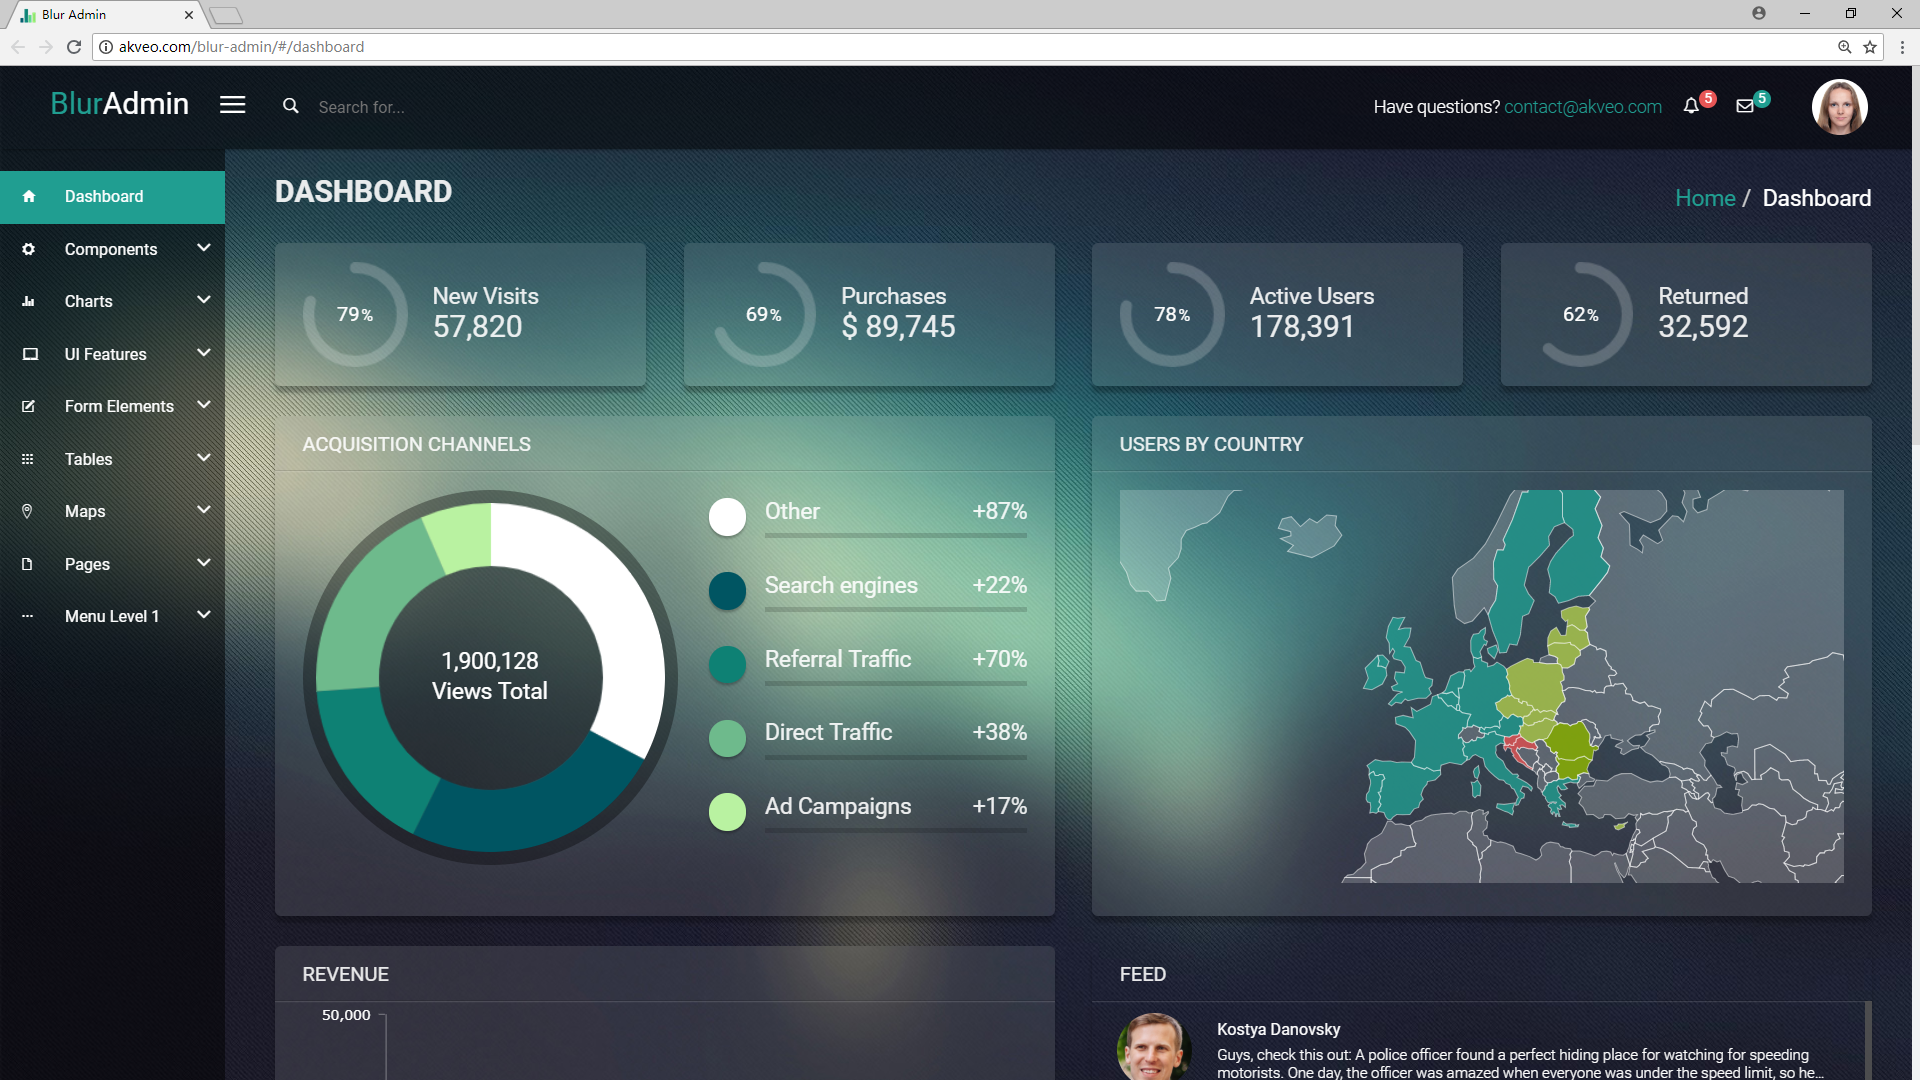 Blur Admin
akveo.com/blur-admin/#/dashboard
BlurAdmin
Search for...
Have questions? contact@akveo.com
5
5
Dashboard
Components
Charts
UI Features
Form Elements
Tables
Maps
Pages
Menu Level 1
DASHBOARD
Home / Dashboard
79%
New Visits
57,820
69%
Purchases
$ 89,745
78%
Active Users
178,391
62%
Returned
32,592
ACQUISITION CHANNELS
1,900,128
Views Total
Other +87%
Search engines +22%
Referral Traffic +70%
Direct Traffic +38%
Ad Campaigns +17%
USERS BY COUNTRY
REVENUE
50,000
FEED
Kostya Danovsky
Guys, check this out: A police officer found a perfect hiding place for watching for speeding
motorists. One day, the officer was amazed when everyone was under the speed limit, so he...